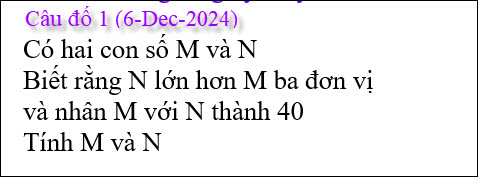 Câu đố 1 (6-Dec-2024)
Có hai con số M và N
Biết rằng N lớn hơn M ba đơn vị
và nhân M với N thành 40
Tính M và N